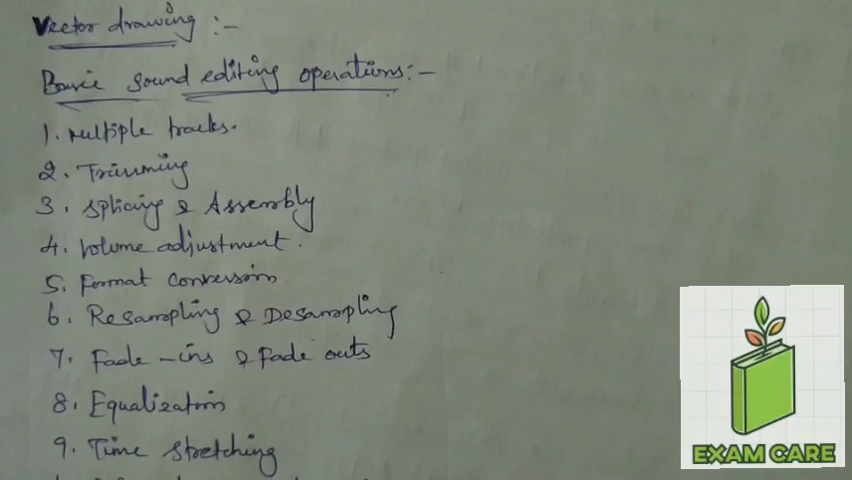 Vector drawing :-
Basic sound editing operations:-
1. Multiple tracks.
2. Trimming
3. Splicing & Assembly
4. Volume adjustment.
5. Format conversion
6. Resampling & Desampling
7. Fade-ins & Fade outs
8. Equalization
9. Time stretching
EXAM CARE